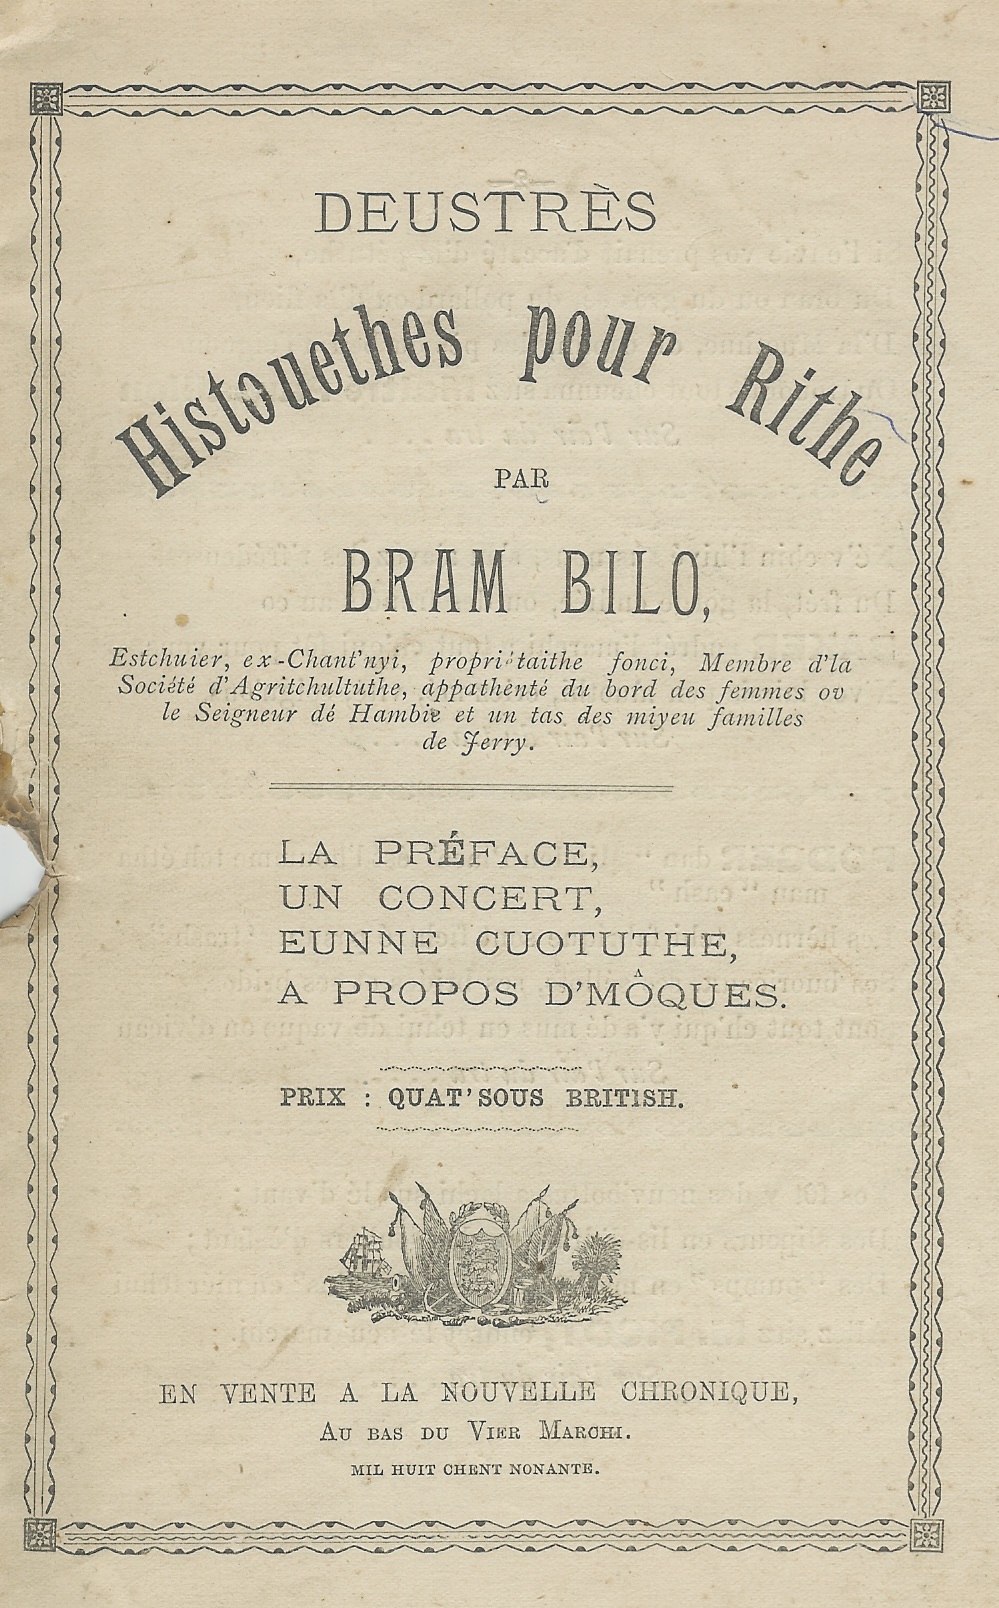 DEUSTRÈS
Histouethes pour Rithe
PAR
BRAM BILO,
Estchuier, ex-Chant'nyi, propriétaithe fonci, Membre d'la
Société d'Agritchultuthe, appathenté du bord des femmes ov
le Seigneur dé Hambie et un tas des miyeu familles
de Jerry.
LA PRÉFACE,
UN CONCERT,
EUNNE CUOTUTHE,
A PROPOS D'MÔQUES.
PRIX : QUAT'SOUS BRITISH.
EN VENTE A LA NOUVELLE CHRONIQUE,
AU BAS DU VIER MARCHI.
MIL HUIT CHENT NONANTE.